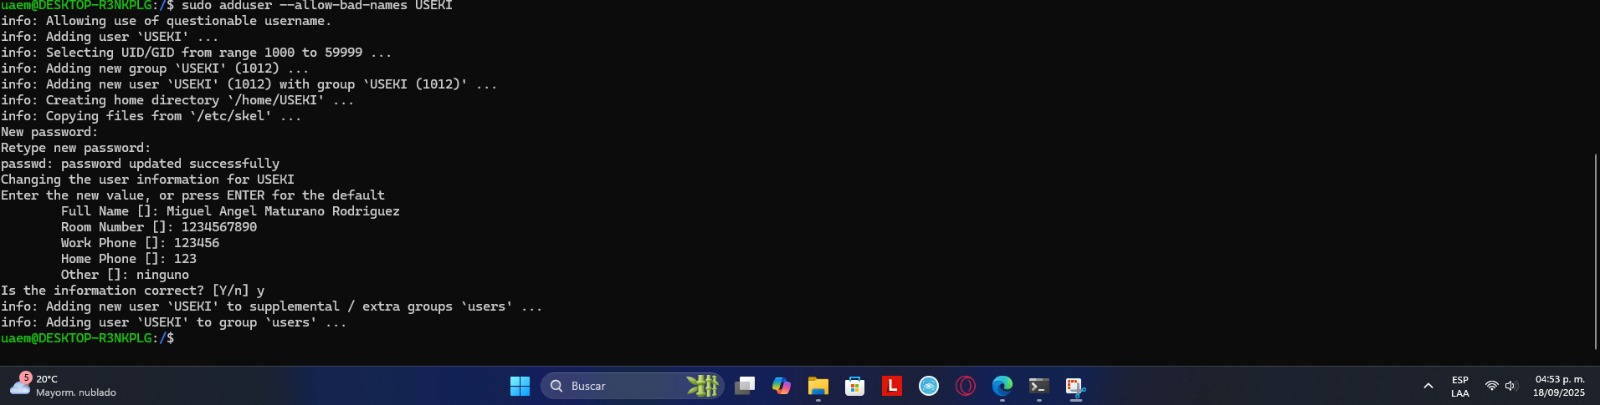 uaem@DESKTOP-R3NKPLG:/$ sudo adduser --allow-bad-names USEKI
info: Allowing use of questionable username.
info: Adding user `USEKI' ...
info: Selecting UID/GID from range 1000 to 59999 ...
info: Adding new group `USEKI' (1012) ...
info: Adding new user `USEKI' (1012) with group `USEKI (1012)' ...
info: Creating home directory `/home/USEKI' ...
info: Copying files from `/etc/skel' ...
New password:
Retype new password:
passwd: password updated successfully
Changing the user information for USEKI
Enter the new value, or press ENTER for the default
        Full Name []: Miguel Angel Maturano Rodriguez
        Room Number []: 1234567890
        Work Phone []: 123456
        Home Phone []: 123
        Other []: ninguno
Is the information correct? [Y/n] y
info: Adding new user `USEKI' to supplemental / extra groups `users' ...
info: Adding user `USEKI' to group `users' ...
uaem@DESKTOP-R3NKPLG:/$
5
20°C
Mayorm. nublado
Buscar
L
ESP
LAA
04:53 p. m.
18/09/2025